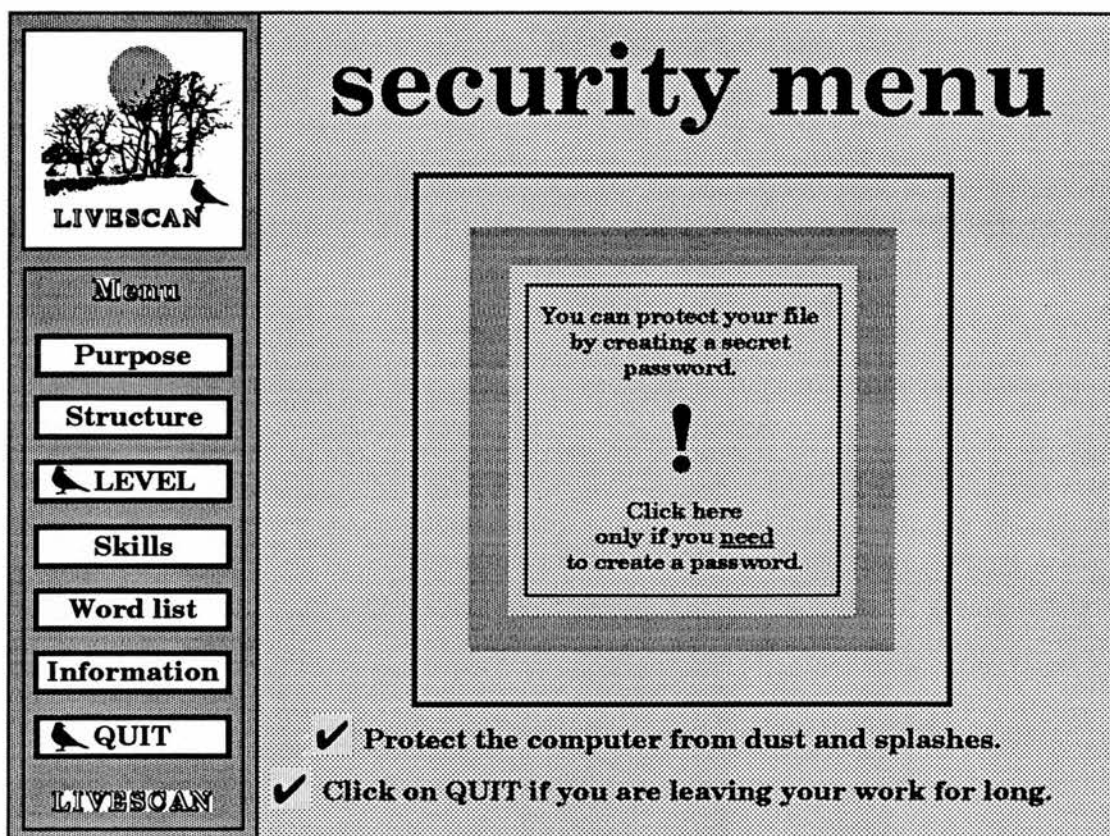 LIVESCAN
Menu
Purpose
Structure
LEVEL
Skills
Word list
Information
QUIT
LIVESCAN
security menu
You can protect your file
by creating a secret
password.
!
Click here
only if you need
to create a password.
✔ Protect the computer from dust and splashes.
✔ Click on QUIT if you are leaving your work for long.